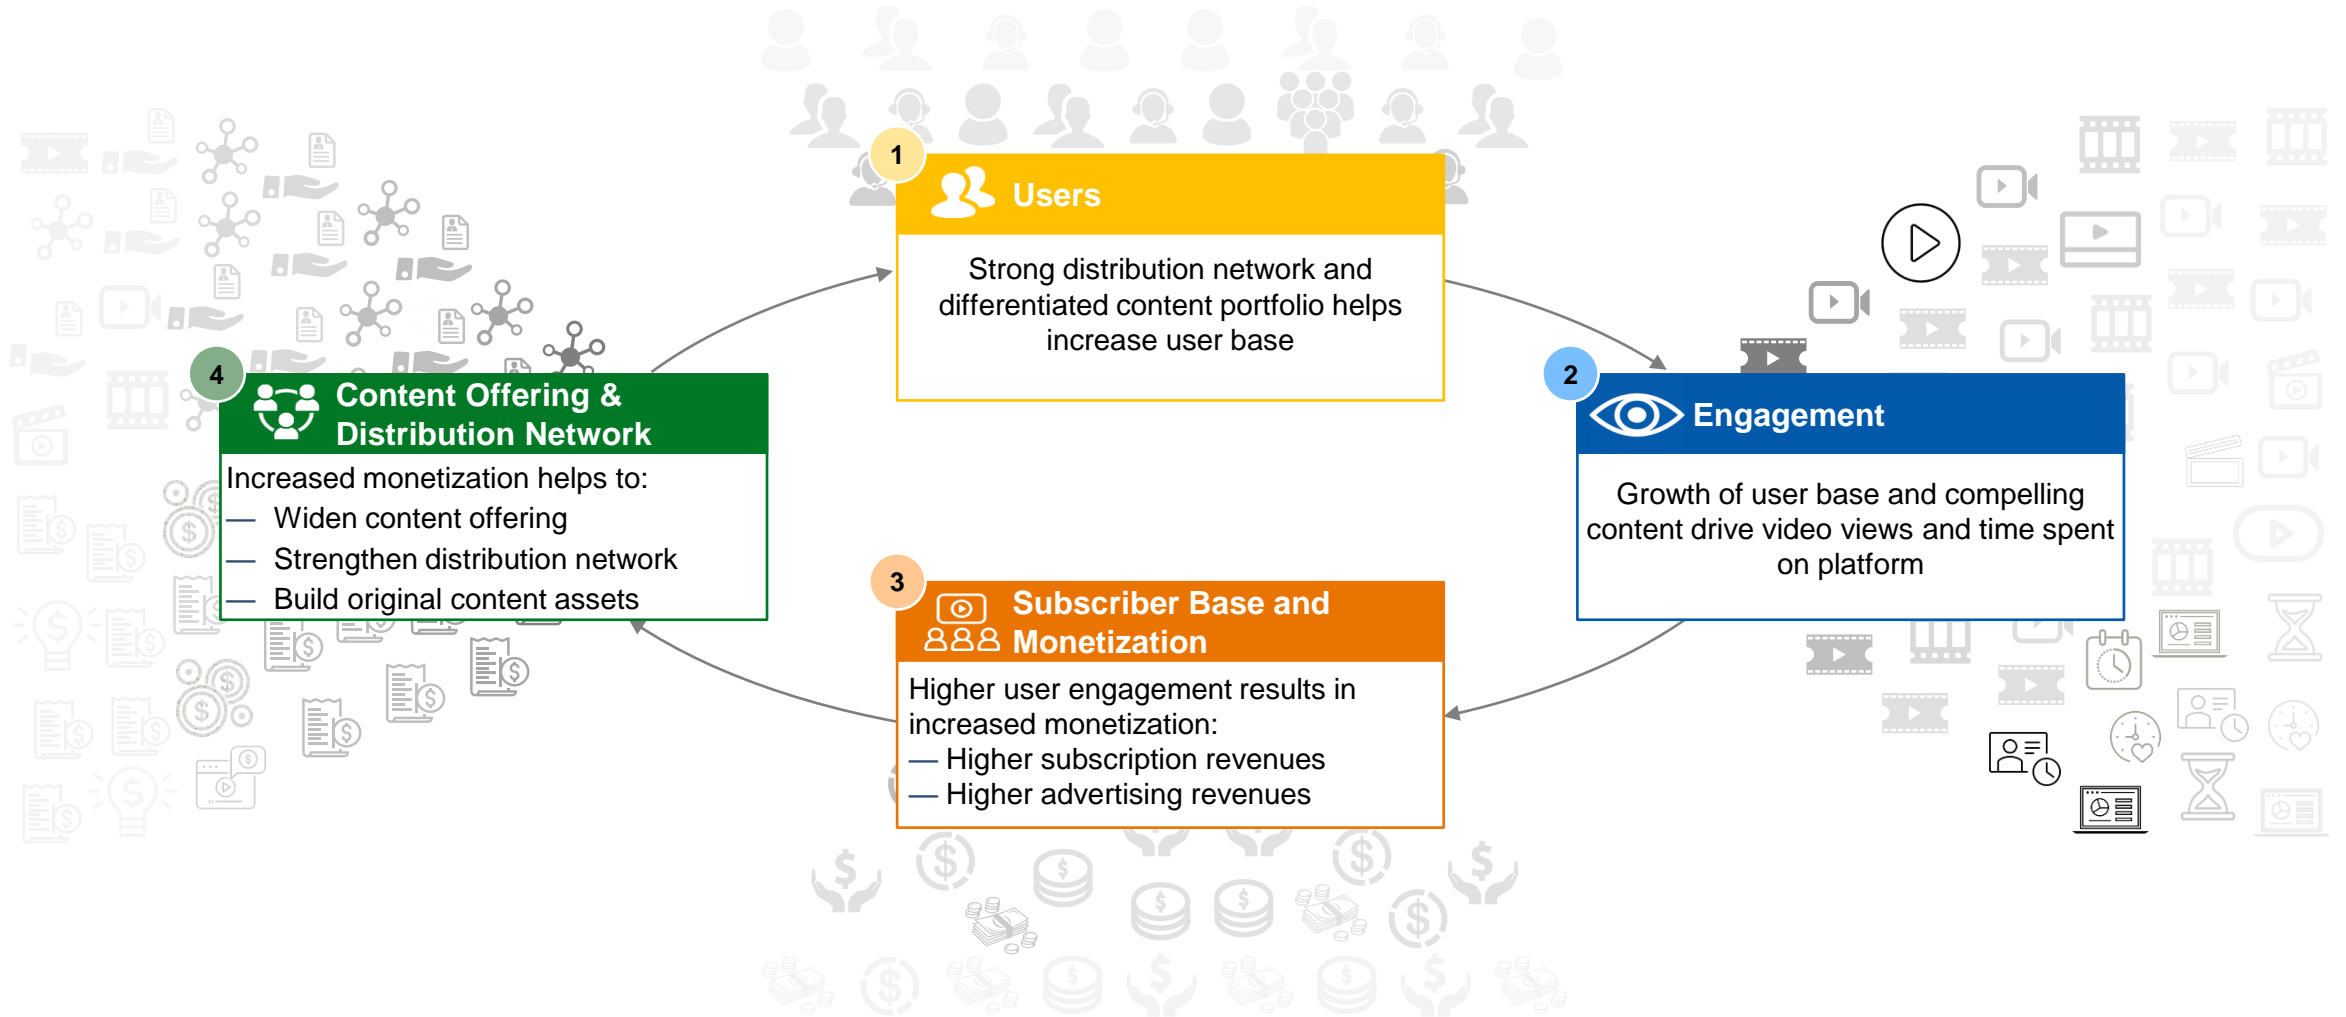 1
Users
Strong distribution network and
differentiated content portfolio helps
increase user base
2
Engagement
Growth of user base and compelling
content drive video views and time spent
on platform
3
Subscriber Base and
Monetization
Higher user engagement results in
increased monetization:
— Higher subscription revenues
— Higher advertising revenues
4
Content Offering &
Distribution Network
Increased monetization helps to:
— Widen content offering
— Strengthen distribution network
— Build original content assets